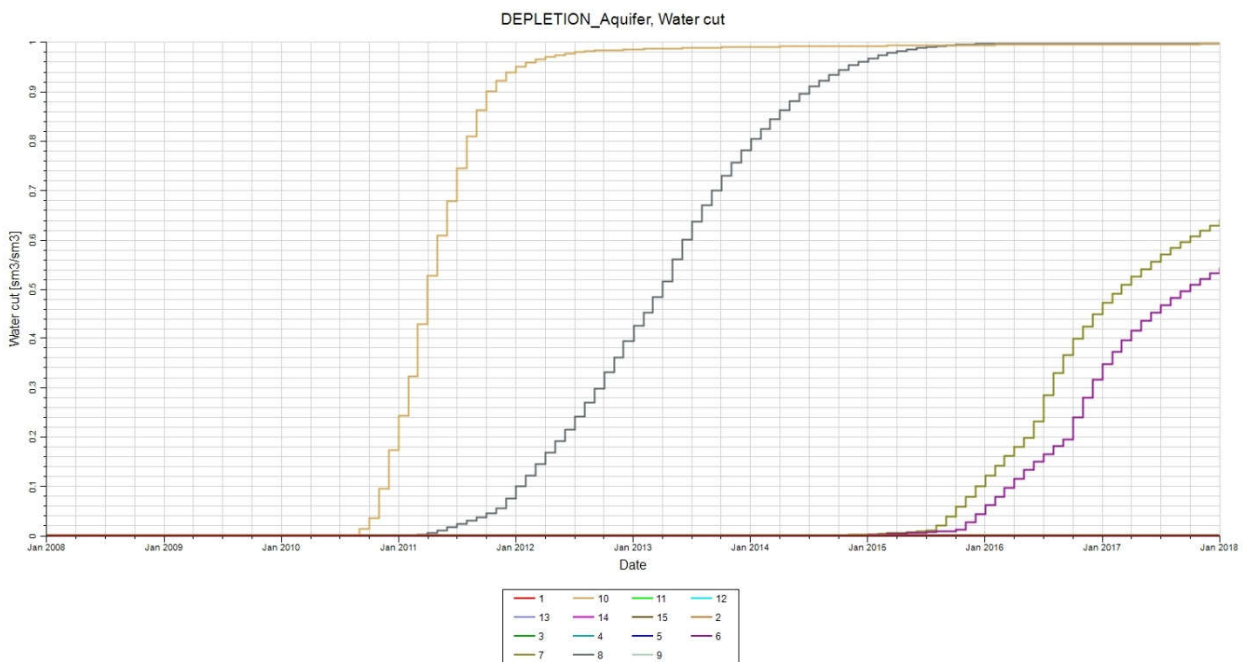 DEPLETION_Aquifer, Water cut
1
0.9
0.8
0.7
0.6
0.5
0.4
0.3
0.2
0.1
0
Water cut [sm3/sm3]
Jan 2008 Jan 2009 Jan 2010 Jan 2011 Jan 2012 Jan 2013 Jan 2014 Jan 2015 Jan 2016 Jan 2017 Jan 2018
Date
1 10 11 12
13 14 15 2
3 4 5 6
7 8 9